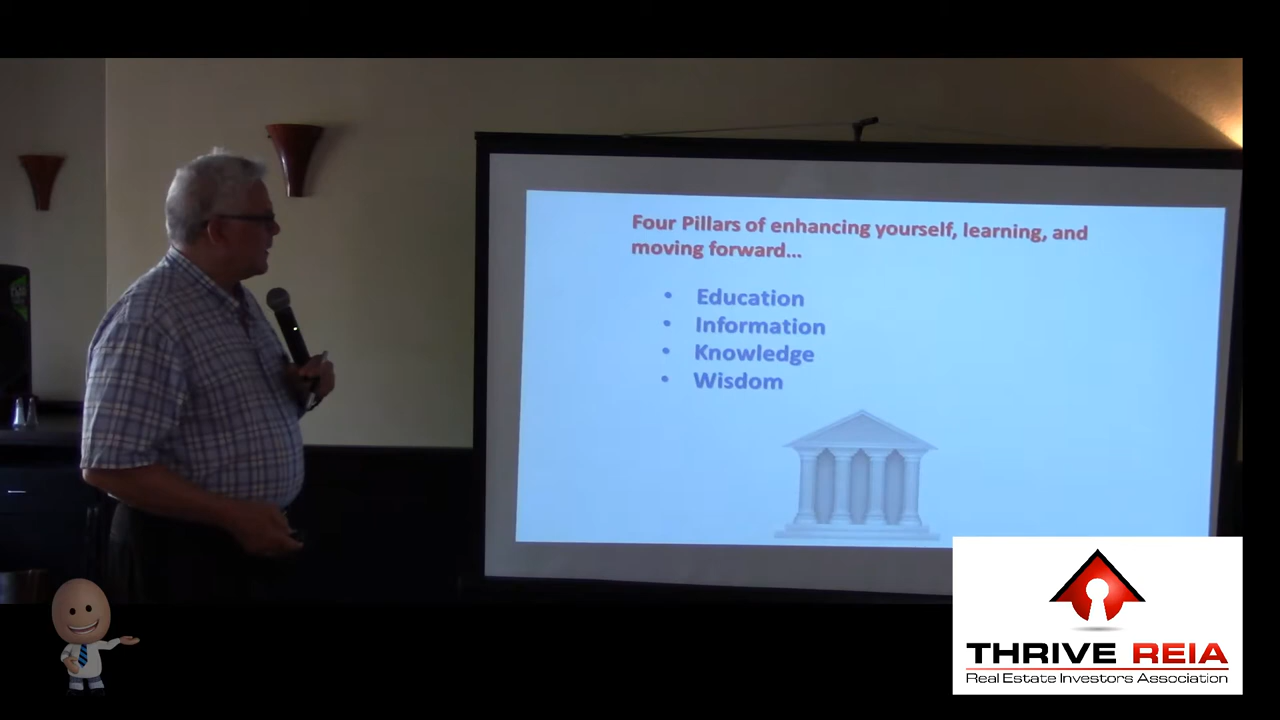 Four Pillars of enhancing yourself, learning, and
moving forward...
• Education
• Information
• Knowledge
• Wisdom
THRIVE REIA
Real Estate Investors Association